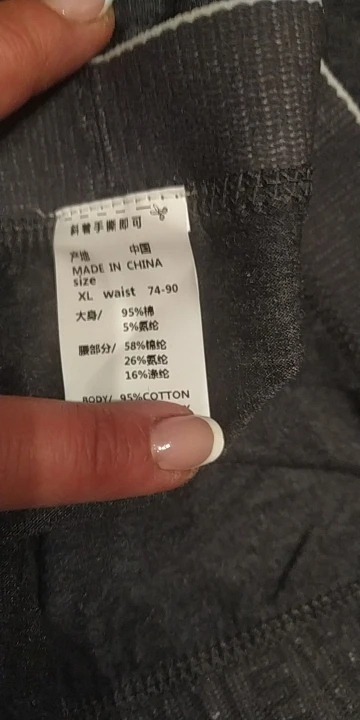 斜着手撕即可
产地 中国
MADE IN CHINA
size
XL waist 74-90
大身/ 95%棉
5%氨纶
腰部分/ 58%棉纶
26%氨纶
16%涤纶
BODY/ 95%COTTON